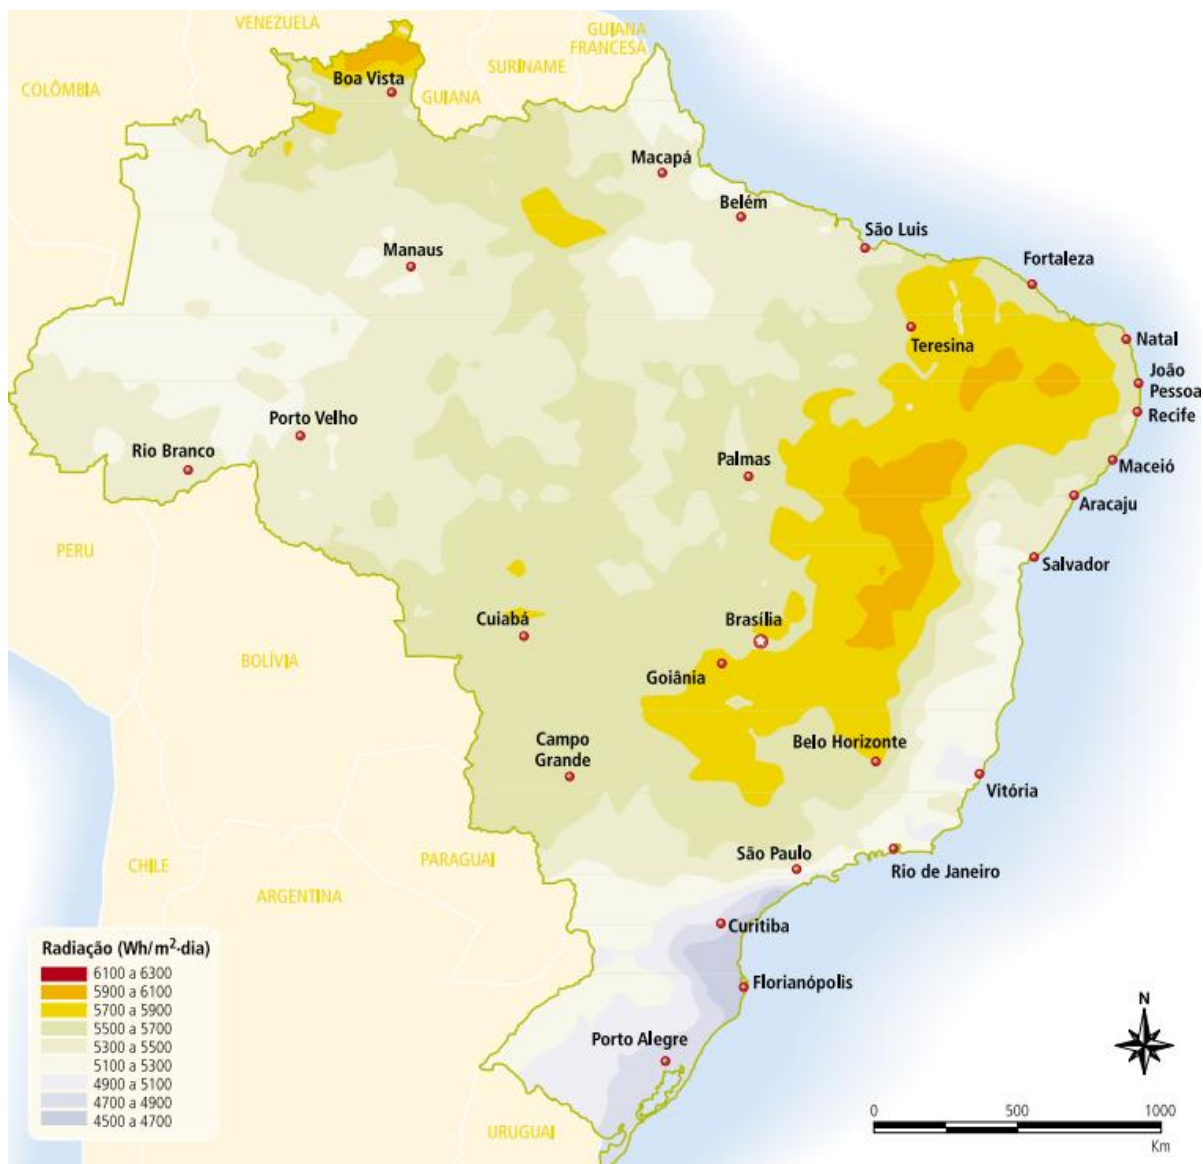 VENEZUELA
GUIANA
FRANCESA
SURINAME
COLÔMBIA
Boa Vista
GUIANA
Macapá
Belém
São Luis
Manaus
Fortaleza
Teresina
Natal
João
Pessoa
Recife
Porto Velho
Rio Branco
Palmas
Maceió
Aracaju
PERU
Salvador
Cuiabá
Brasília
BOLÍVIA
Goiânia
Campo
Grande
Belo Horizonte
Vitória
CHILE
PARAGUAI
São Paulo
Rio de Janeiro
ARGENTINA
Curitiba
Florianópolis
Porto Alegre
URUGUAI
Radiação (Wh/m²·dia)
6100 a 6300
5900 a 6100
5700 a 5900
5500 a 5700
5300 a 5500
5100 a 5300
4900 a 5100
4700 a 4900
4500 a 4700
N
0 500 1000
Km